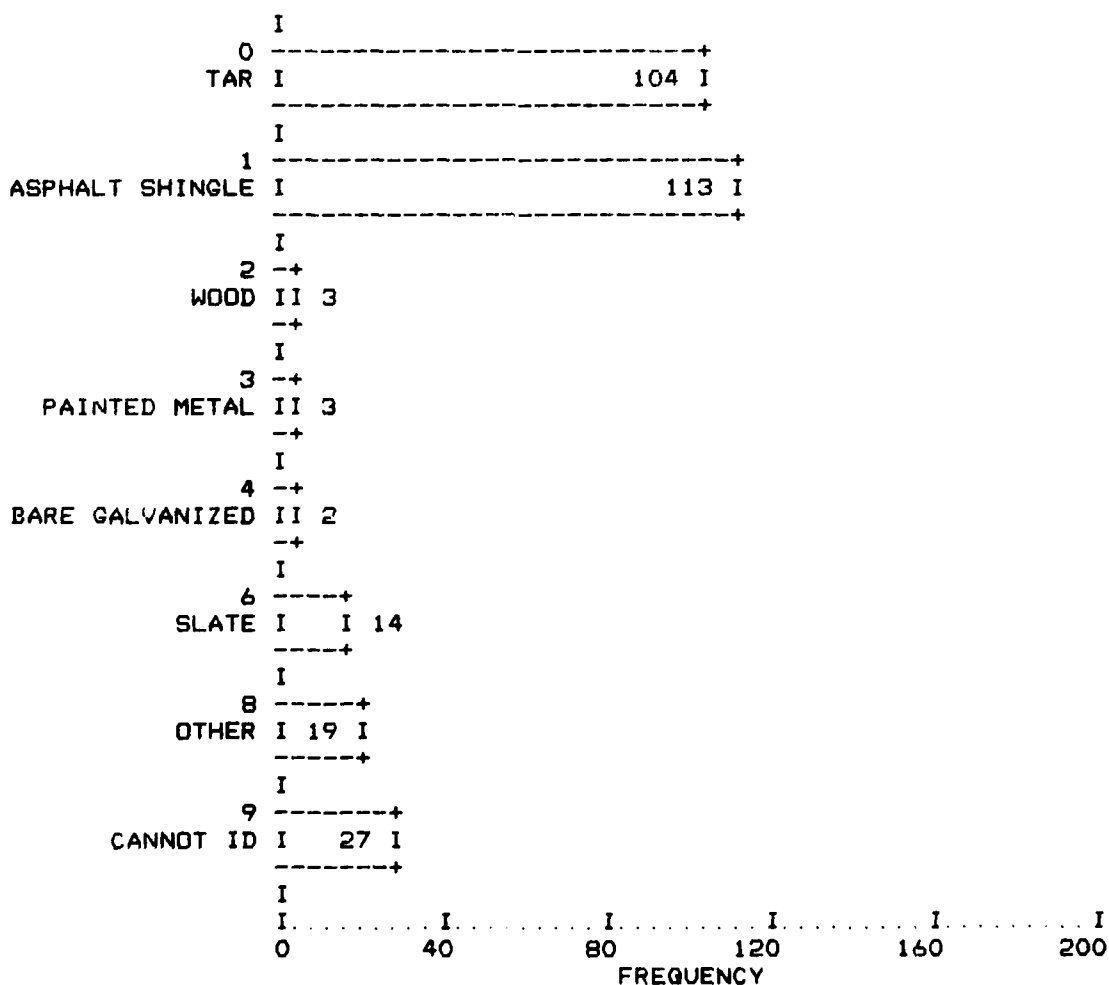 I
0 --------------------------+
TAR I 104 I
--------------------------+
I
1 ----------------------------+
ASPHALT SHINGLE I 113 I
----------------------------+
I
2 -+
WOOD II 3
-+
I
3 -+
PAINTED METAL II 3
-+
I
4 -+
BARE GALVANIZED II 2
-+
I
6 ----+
SLATE I I 14
----+
I
8 -----+
OTHER I 19 I
-----+
I
9 -------+
CANNOT ID I 27 I
-------+
I
I.........I.........I.........I.........I.........I
0 40 80 120 160 200
FREQUENCY